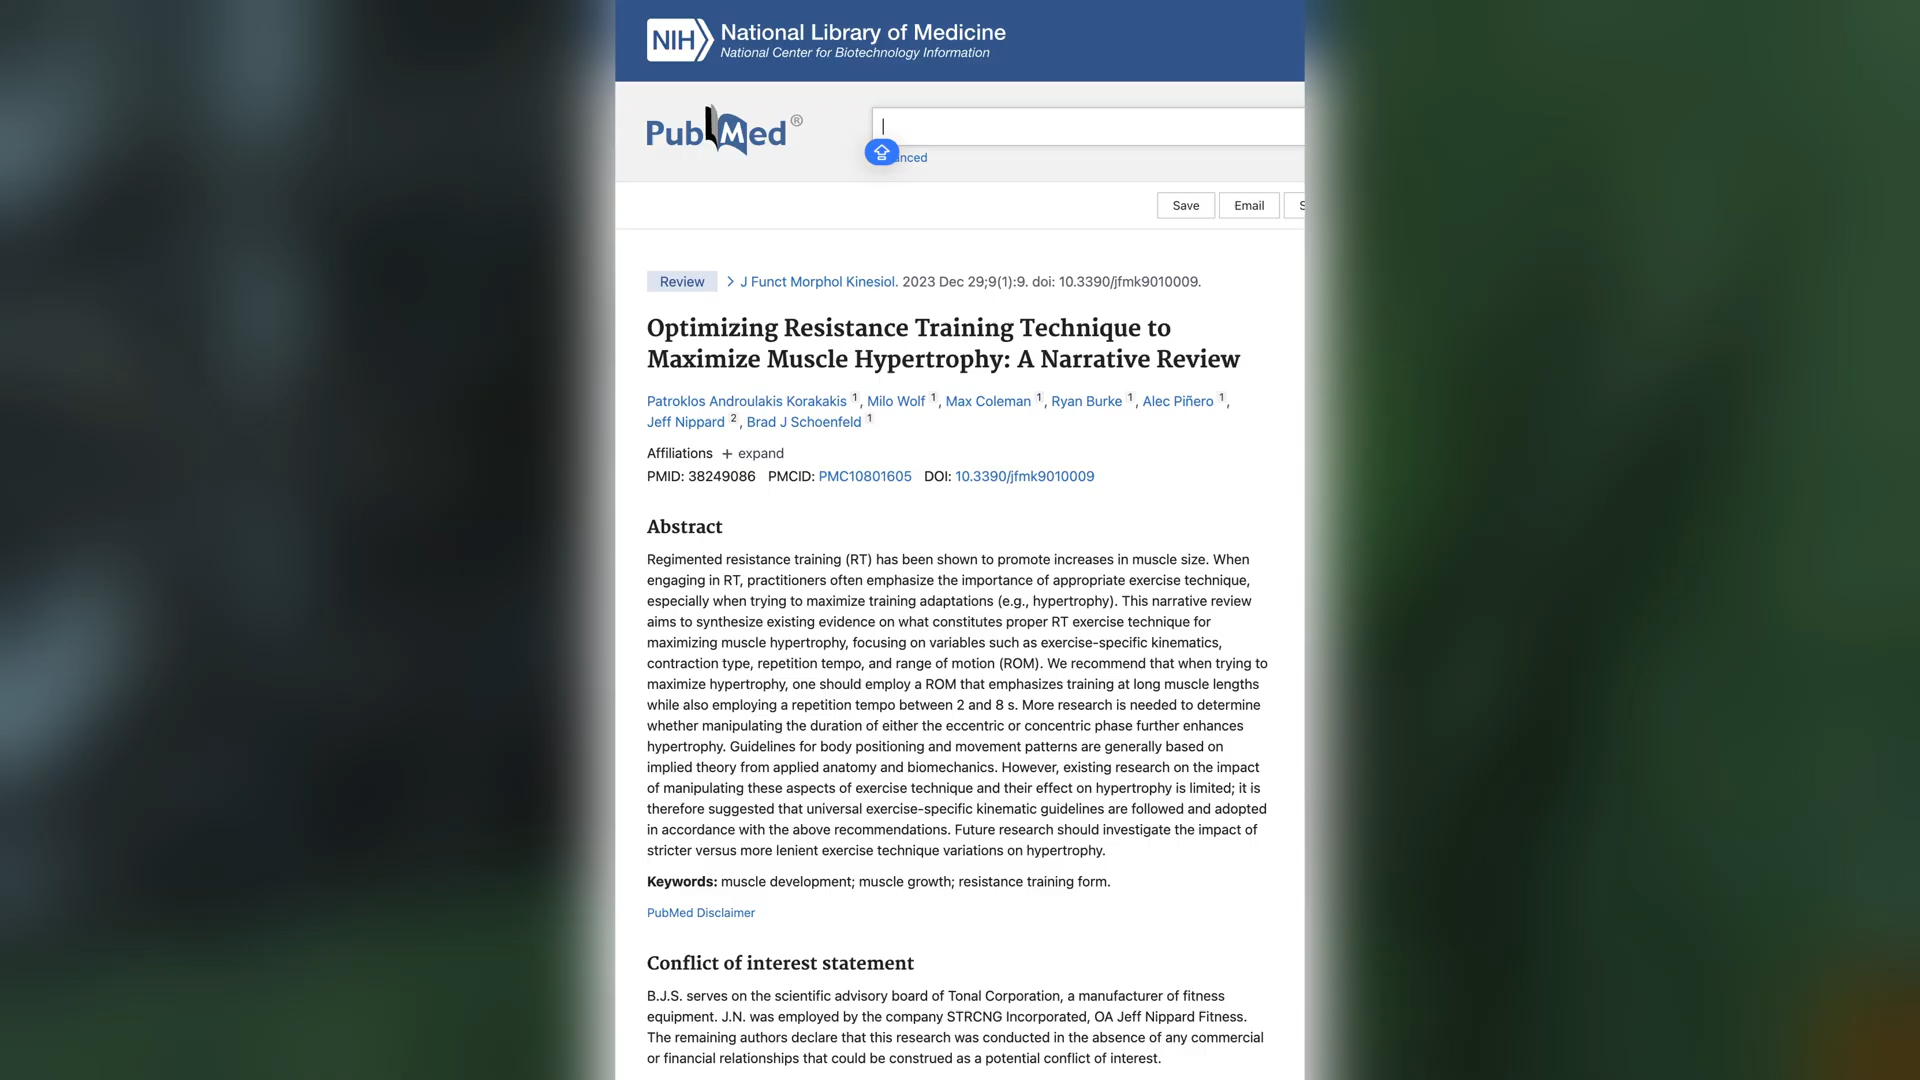 NIH National Library of Medicine
National Center for Biotechnology Information
PubMed®
anced
Save Email S
Review > J Funct Morphol Kinesiol. 2023 Dec 29;9(1):9. doi: 10.3390/jfmk9010009.
Optimizing Resistance Training Technique to
Maximize Muscle Hypertrophy: A Narrative Review
Patroklos Androulakis Korakakis 1, Milo Wolf 1, Max Coleman 1, Ryan Burke 1, Alec Piñero 1,
Jeff Nippard 2, Brad J Schoenfeld 1
Affiliations + expand
PMID: 38249086 PMCID: PMC10801605 DOI: 10.3390/jfmk9010009
Abstract
Regimented resistance training (RT) has been shown to promote increases in muscle size. When
engaging in RT, practitioners often emphasize the importance of appropriate exercise technique,
especially when trying to maximize training adaptations (e.g., hypertrophy). This narrative review
aims to synthesize existing evidence on what constitutes proper RT exercise technique for
maximizing muscle hypertrophy, focusing on variables such as exercise-specific kinematics,
contraction type, repetition tempo, and range of motion (ROM). We recommend that when trying to
maximize hypertrophy, one should employ a ROM that emphasizes training at long muscle lengths
while also employing a repetition tempo between 2 and 8 s. More research is needed to determine
whether manipulating the duration of either the eccentric or concentric phase further enhances
hypertrophy. Guidelines for body positioning and movement patterns are generally based on
implied theory from applied anatomy and biomechanics. However, existing research on the impact
of manipulating these aspects of exercise technique and their effect on hypertrophy is limited; it is
therefore suggested that universal exercise-specific kinematic guidelines are followed and adopted
in accordance with the above recommendations. Future research should investigate the impact of
stricter versus more lenient exercise technique variations on hypertrophy.
Keywords: muscle development; muscle growth; resistance training form.
PubMed Disclaimer
Conflict of interest statement
B.J.S. serves on the scientific advisory board of Tonal Corporation, a manufacturer of fitness
equipment. J.N. was employed by the company STRCNG Incorporated, OA Jeff Nippard Fitness.
The remaining authors declare that this research was conducted in the absence of any commercial
or financial relationships that could be construed as a potential conflict of interest.